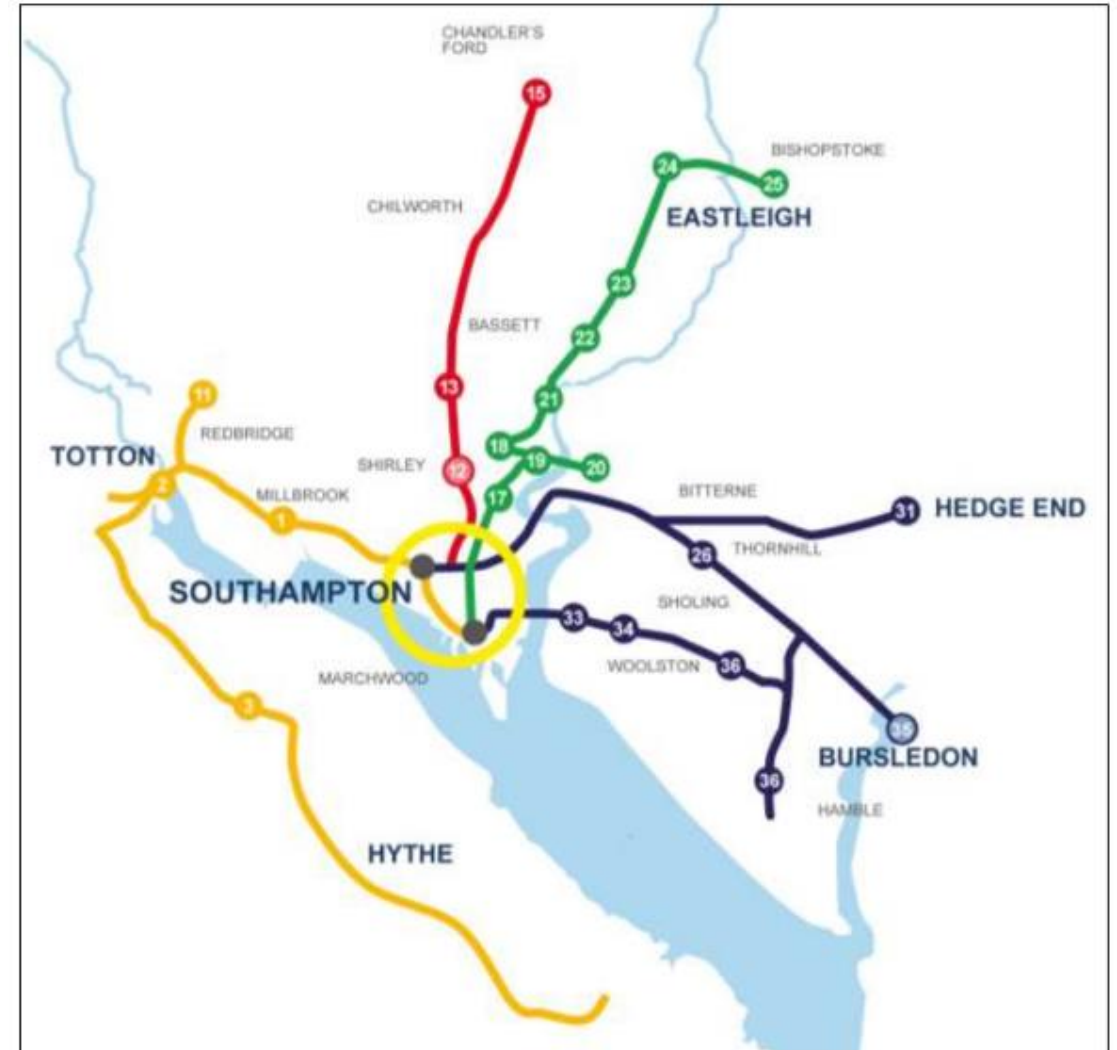 CHANDLER'S
FORD
15
BISHOPSTOKE
24
25
CHILWORTH
EASTLEIGH
23
BASSETT
22
13
11
21
REDBRIDGE
18
TOTTON
SHIRLEY
12
19
20
2
MILLBROOK
17
BITTERNE
31
HEDGE END
1
26
THORNHILL
SOUTHAMPTON
SHOLING
33
34
WOOLSTON
36
MARCHWOOD
3
35
BURSLEDON
36
HAMBLE
HYTHE